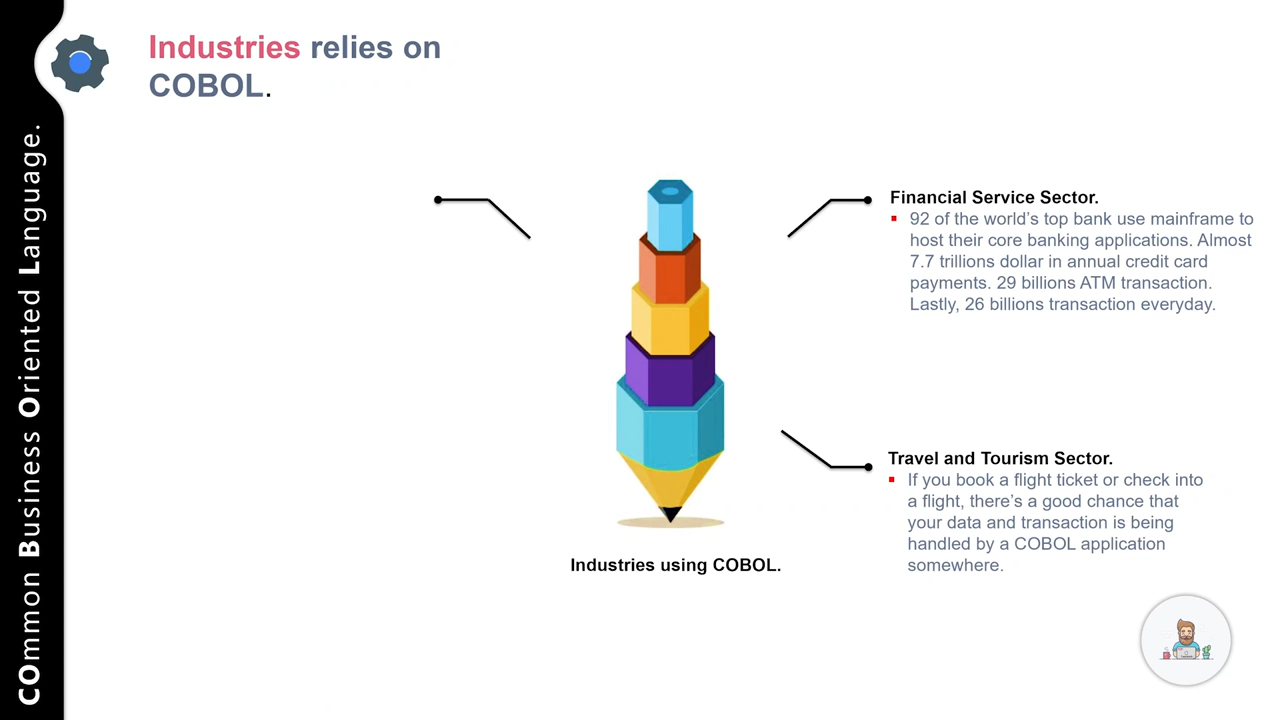 COmmon Business Oriented Language.
Industries relies on
COBOL.
Financial Service Sector.
92 of the world's top bank use mainframe to
host their core banking applications. Almost
7.7 trillions dollar in annual credit card
payments. 29 billions ATM transaction.
Lastly, 26 billions transaction everyday.
Travel and Tourism Sector.
If you book a flight ticket or check into
a flight, there's a good chance that
your data and transaction is being
handled by a COBOL application
somewhere.
Industries using COBOL.